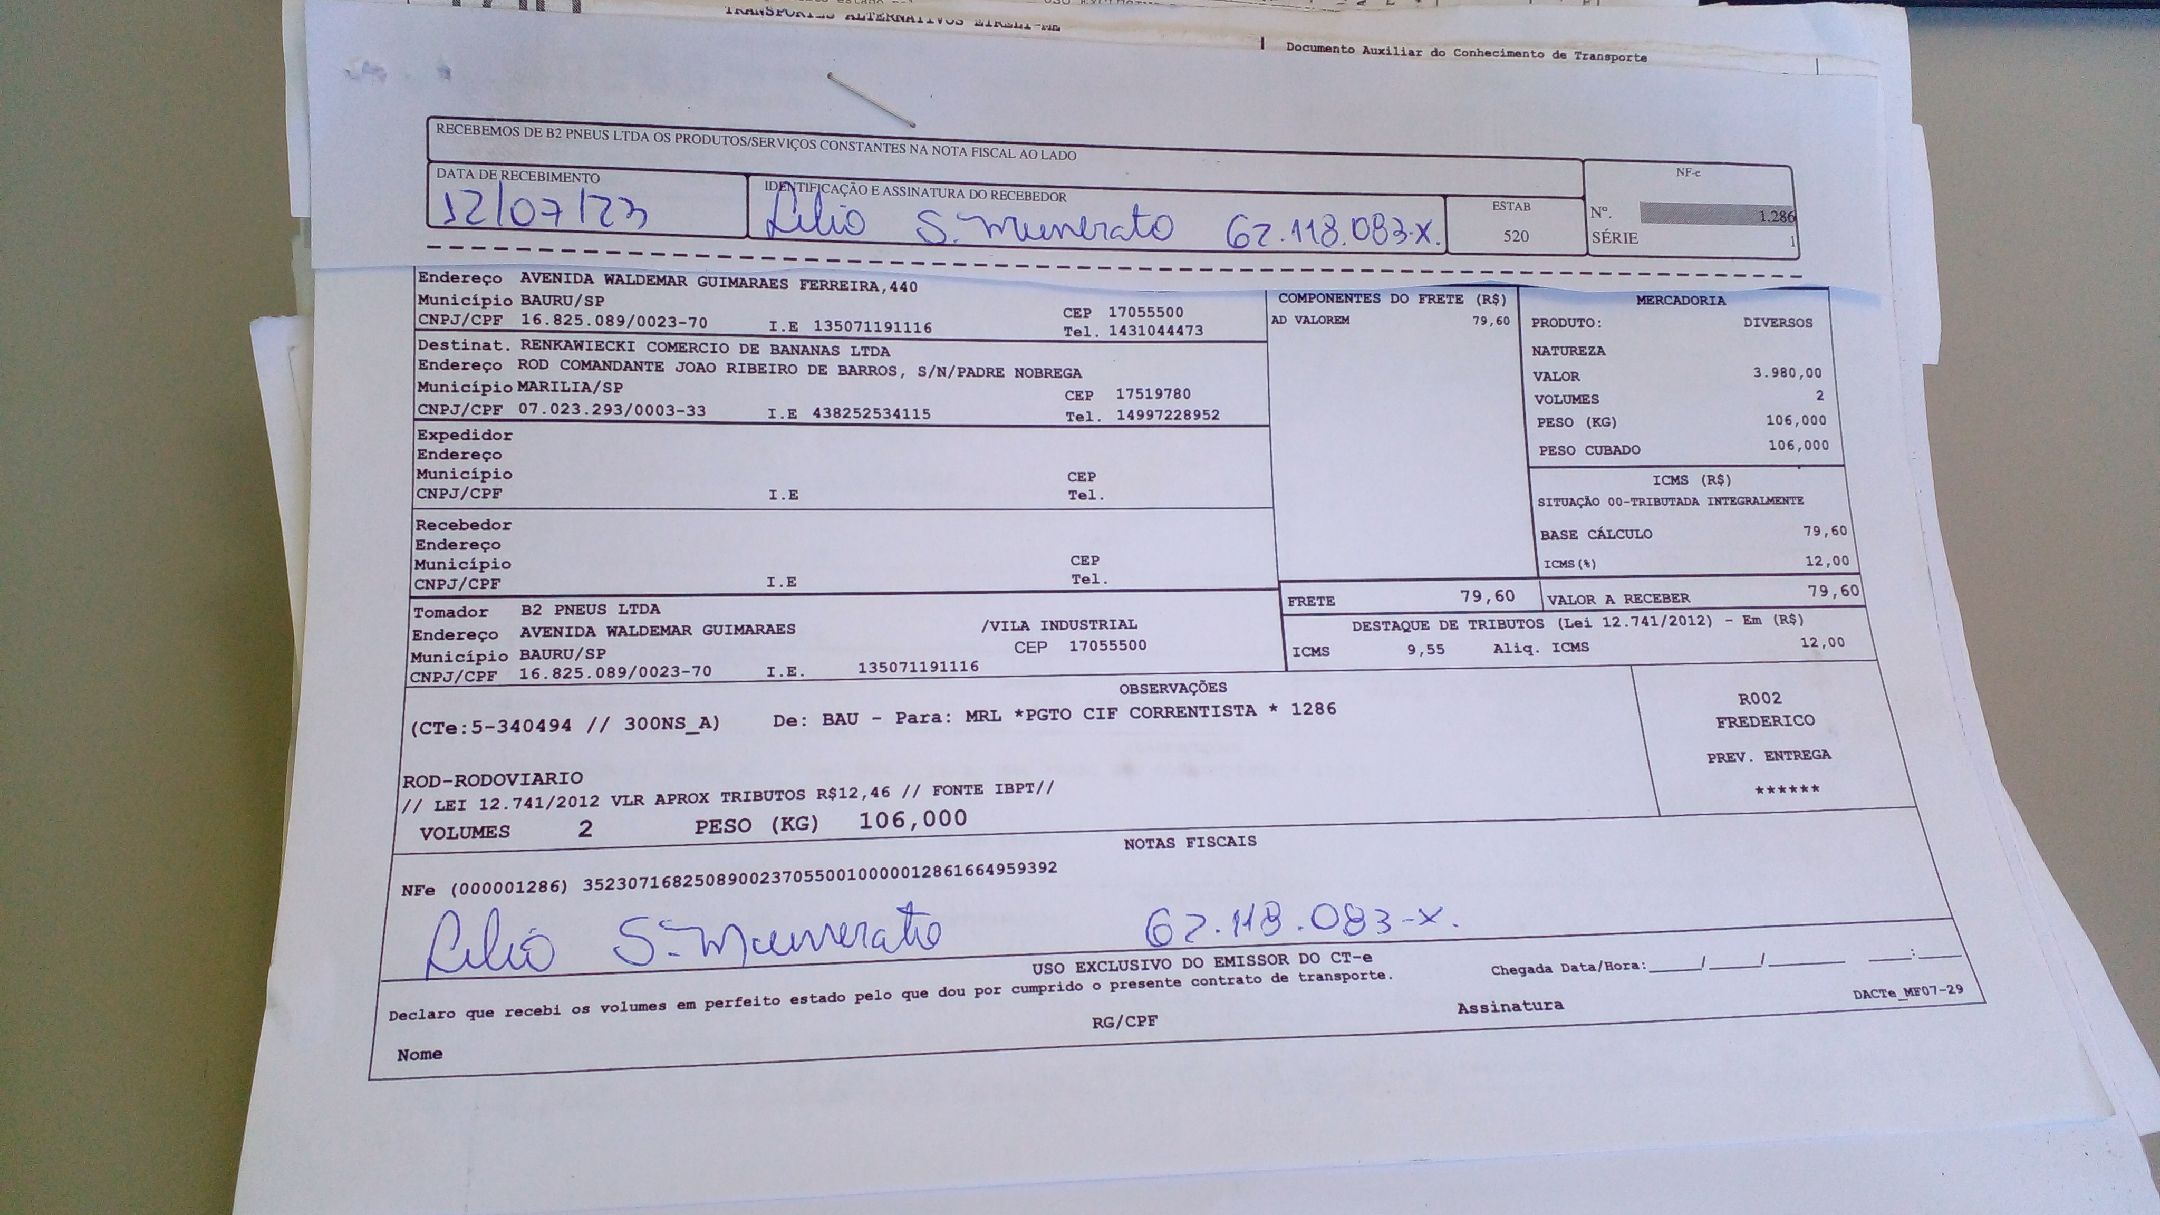 TRANSPORTES ALTERNATIVOS EIRELI-ME
Documento Auxiliar do Conhecimento de Transporte
RECEBEMOS DE B2 PNEUS LTDA OS PRODUTOS/SERVIÇOS CONSTANTES NA NOTA FISCAL AO LADO
NF-e
DATA DE RECEBIMENTO IDENTIFICAÇÃO E ASSINATURA DO RECEBEDOR ESTAB Nº. 1.286
12/07/23 Lélio S. Munerato 62.118.083-X. 520 SÉRIE 1
Endereço AVENIDA WALDEMAR GUIMARAES FERREIRA,440
Município BAURU/SP CEP 17055500
CNPJ/CPF 16.825.089/0023-70 I.E 135071191116 Tel. 1431044473
Destinat. RENKAWIECKI COMERCIO DE BANANAS LTDA
Endereço ROD COMANDANTE JOAO RIBEIRO DE BARROS, S/N/PADRE NOBREGA
Município MARILIA/SP CEP 17519780
CNPJ/CPF 07.023.293/0003-33 I.E 438252534115 Tel. 14997228952
Expedidor
Endereço
Município CEP
CNPJ/CPF I.E Tel.
Recebedor
Endereço
Município CEP
CNPJ/CPF I.E Tel.
Tomador B2 PNEUS LTDA
Endereço AVENIDA WALDEMAR GUIMARAES /VILA INDUSTRIAL
Município BAURU/SP CEP 17055500
CNPJ/CPF 16.825.089/0023-70 I.E. 135071191116
COMPONENTES DO FRETE (R$)
AD VALOREM 79,60
MERCADORIA
PRODUTO: DIVERSOS
NATUREZA
VALOR 3.980,00
VOLUMES 2
PESO (KG) 106,000
PESO CUBADO 106,000
ICMS (R$)
SITUAÇÃO 00-TRIBUTADA INTEGRALMENTE
BASE CÁLCULO 79,60
ICMS(%) 12,00
FRETE 79,60 VALOR A RECEBER 79,60
DESTAQUE DE TRIBUTOS (Lei 12.741/2012) - Em (R$)
ICMS 9,55 Aliq. ICMS 12,00
OBSERVAÇÕES
(CTe:5-340494 // 300NS_A) De: BAU - Para: MRL *PGTO CIF CORRENTISTA * 1286
R002
FREDERICO
PREV. ENTREGA
******
ROD-RODOVIARIO
// LEI 12.741/2012 VLR APROX TRIBUTOS R$12,46 // FONTE IBPT//
VOLUMES 2 PESO (KG) 106,000
NOTAS FISCAIS
NFe (000001286) 35230716825089002370550010000012861664959392
Lélio S. Munerato 62.118.083-X.
USO EXCLUSIVO DO EMISSOR DO CT-e
Declaro que recebi os volumes em perfeito estado pelo que dou por cumprido o presente contrato de transporte.
Chegada Data/Hora:_____/_____/_______ ____:____
Nome RG/CPF Assinatura DACTe_MF07-29